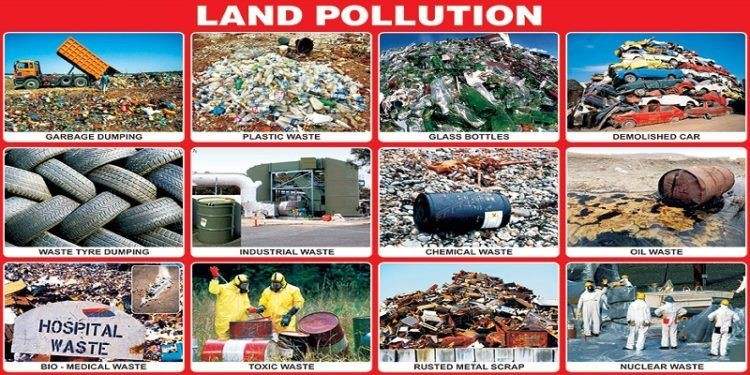 LAND POLLUTION
GARBAGE DUMPING
PLASTIC WASTE
GLASS BOTTLES
DEMOLISHED CAR
WASTE TYRE DUMPING
INDUSTRIAL WASTE
CHEMICAL WASTE
OIL WASTE
HOSPITAL
WASTE
BIO - MEDICAL WASTE
TOXIC WASTE
RUSTED METAL SCRAP
NUCLEAR WASTE